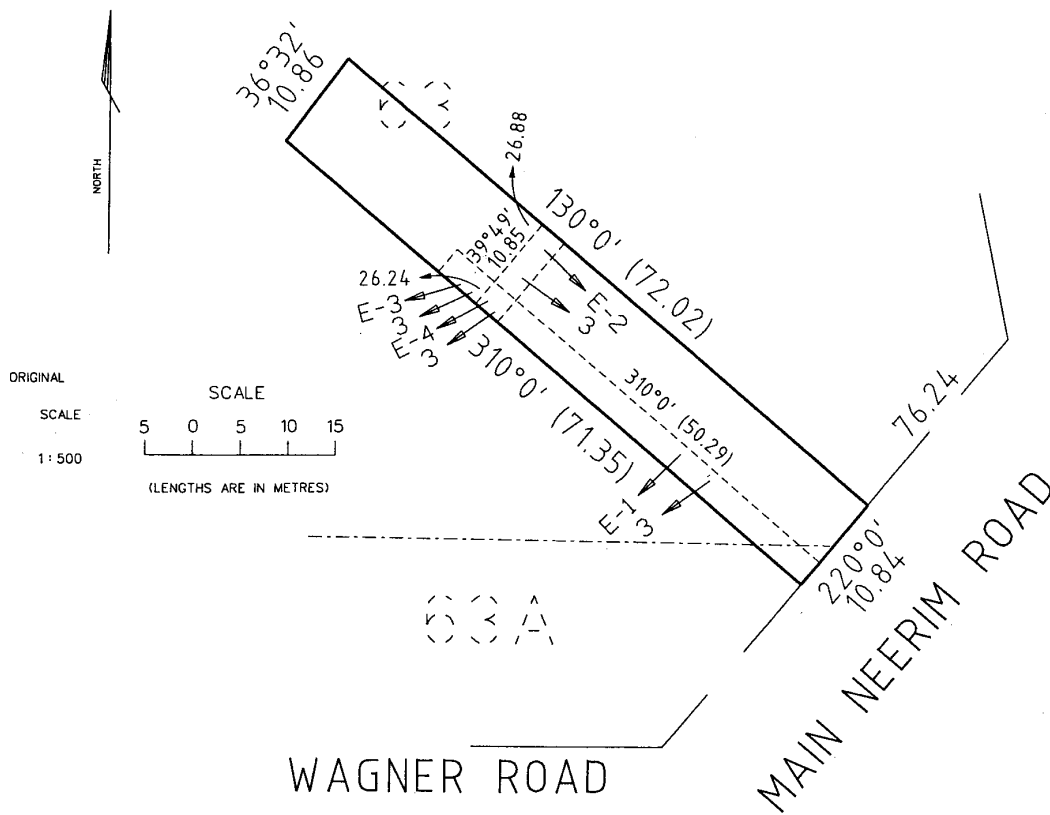 36°32'
10.86
63
NORTH
26.88
130°0' (72.02)
39°49'
10.85
26.24
E-3
3
E-4
3
E-2
3
310°0' (71.35)
310°0' (50.29)
76.24
ORIGINAL
SCALE
1:500
SCALE
5 0 5 10 15
(LENGTHS ARE IN METRES)
E-1
3
220°0'
10.84
63A
WAGNER ROAD
MAIN NEERIM ROAD